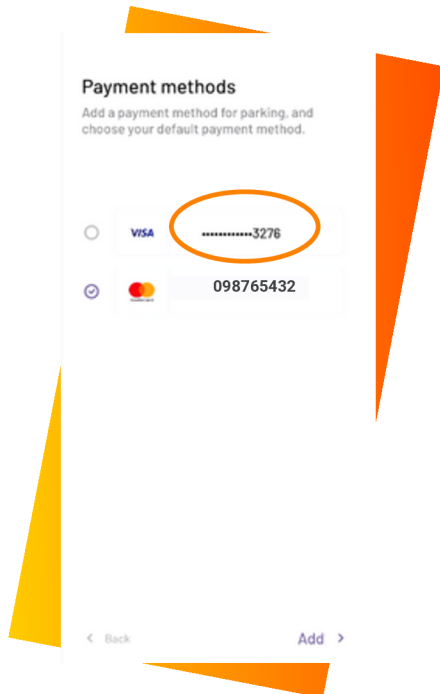 Payment methods
Add a payment method for parking, and
choose your default payment method.
VISA ••••••••••••3276
098765432
< Back Add >